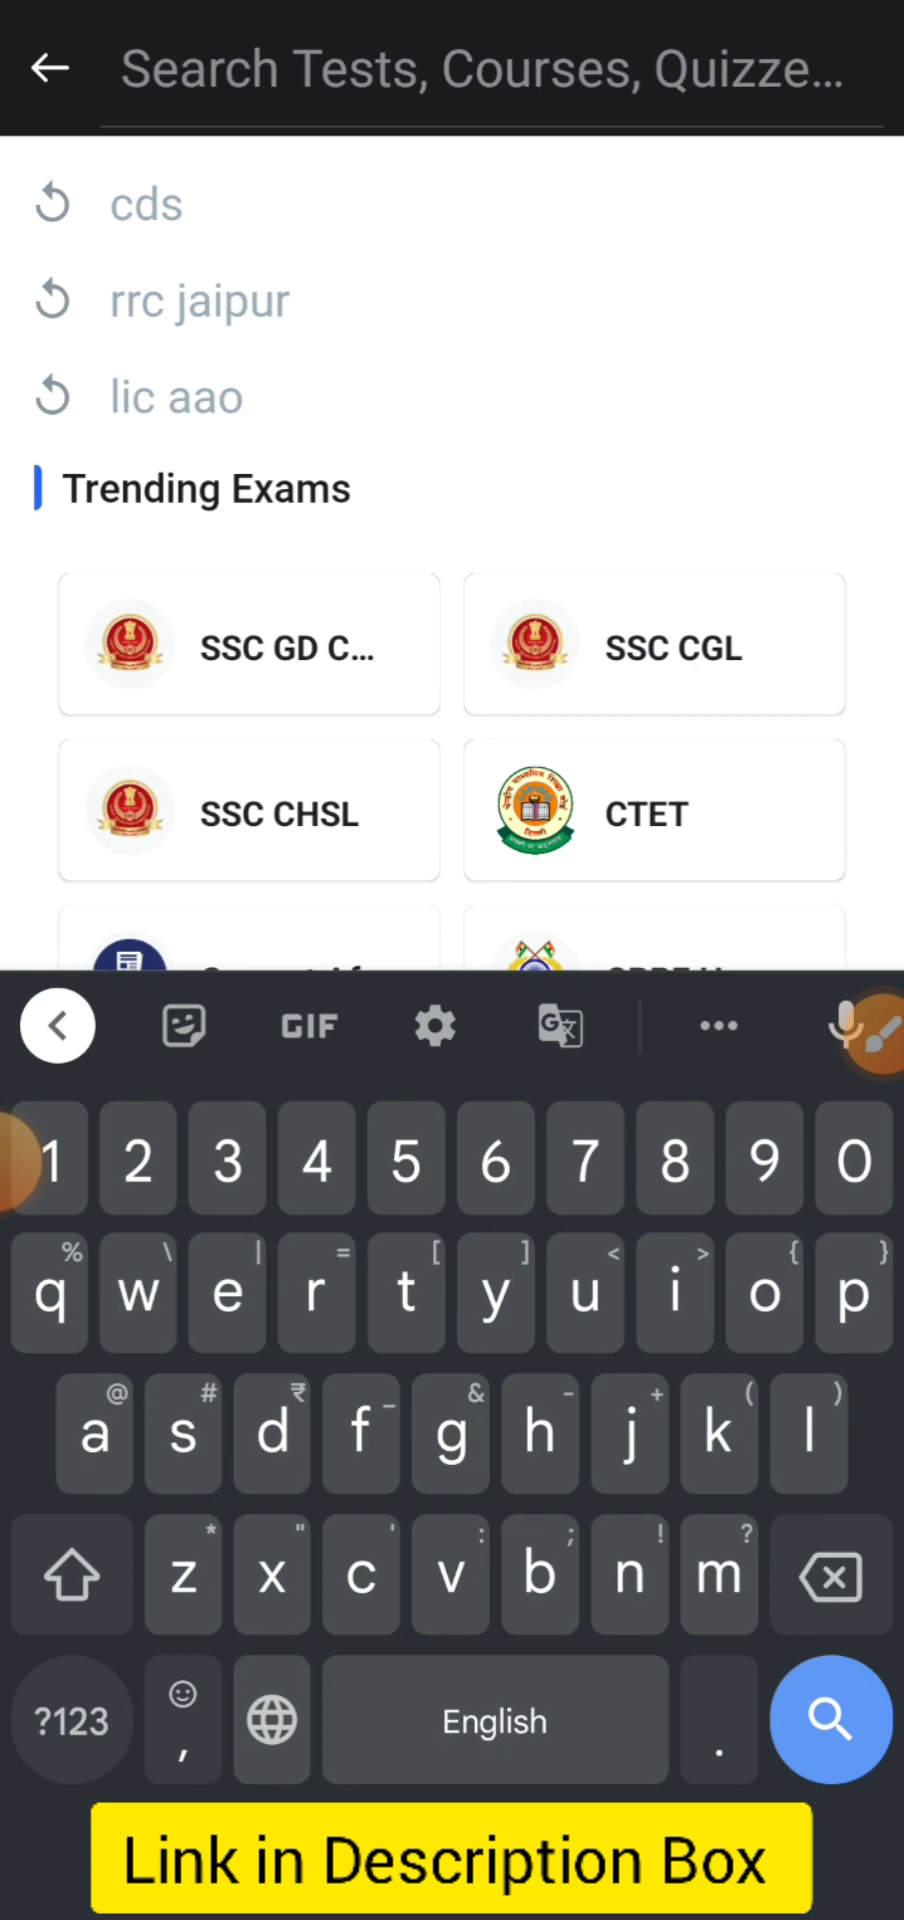 Search Tests, Courses, Quizze...
cds
rrc jaipur
lic aao
Trending Exams
SSC GD C... SSC CGL
SSC CHSL CTET
GIF
1 2 3 4 5 6 7 8 9 0
% \ | = [ ] < > { }
q w e r t y u i o p
@ # ₹ _ & - + ( )
a s d f g h j k l
* " ' : ; ! ?
z x c v b n m
?123 , English .
Link in Description Box